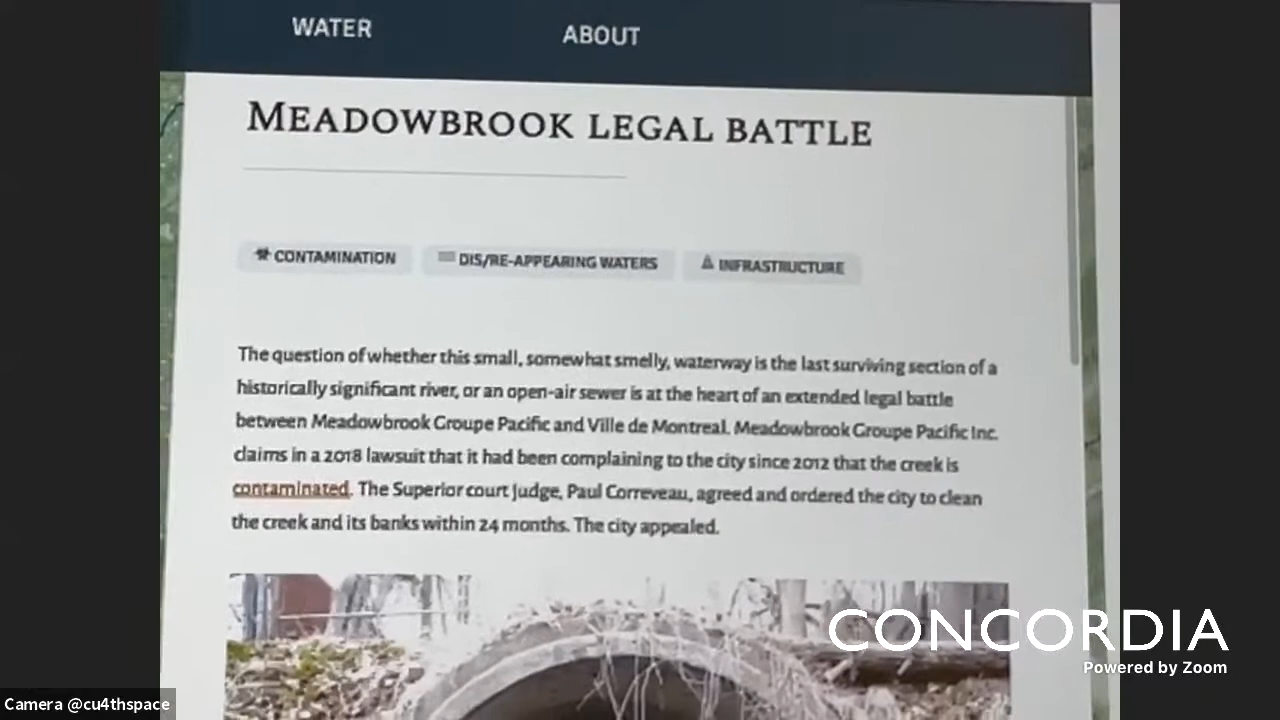 WATER ABOUT
MEADOWBROOK LEGAL BATTLE
CONTAMINATION DIS/RE-APPEARING WATERS INFRASTRUCTURE
The question of whether this small, somewhat smelly, waterway is the last surviving section of a
historically significant river, or an open-air sewer is at the heart of an extended legal battle
between Meadowbrook Groupe Pacific and Ville de Montreal. Meadowbrook Groupe Pacific Inc.
claims in a 2018 lawsuit that it had been complaining to the city since 2012 that the creek is
contaminated. The Superior court judge, Paul Correveau, agreed and ordered the city to clean
the creek and its banks within 24 months. The city appealed.
CONCORDIA
Powered by Zoom
Camera @cu4thspace